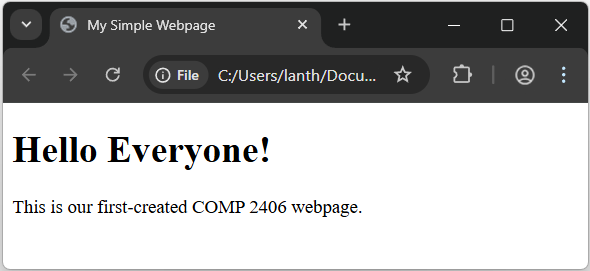 My Simple Webpage
File C:/Users/lanth/Docu...
Hello Everyone!
This is our first-created COMP 2406 webpage.